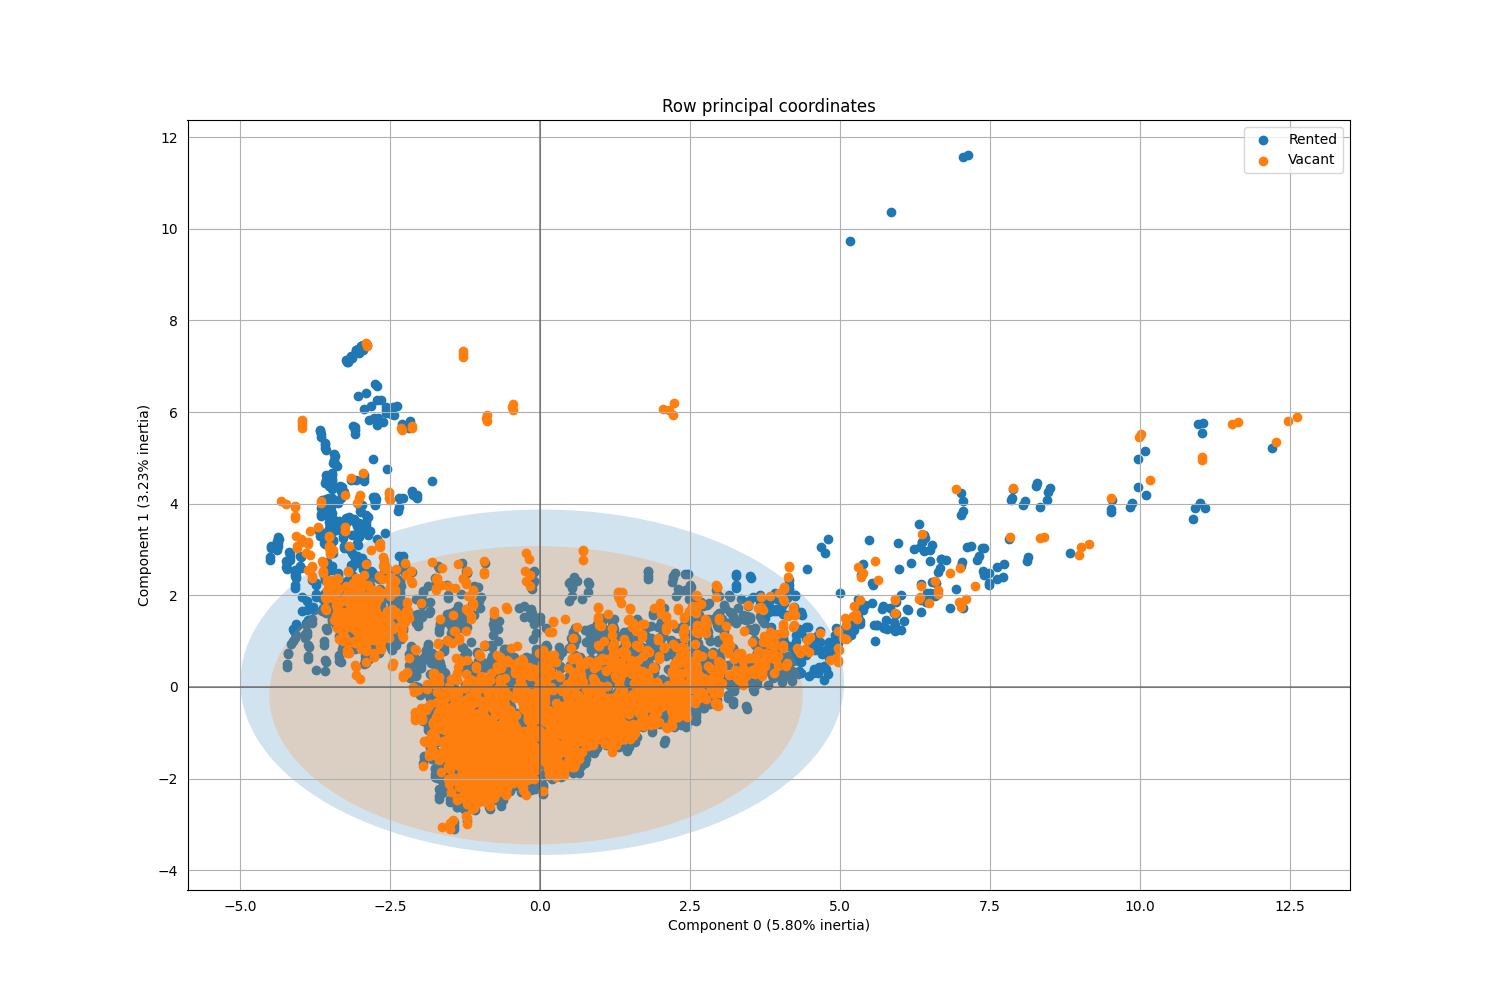 Row principal coordinates
Rented
Vacant
12
10
8
6
4
2
0
−2
−4
Component 1 (3.23% inertia)
−5.0 −2.5 0.0 2.5 5.0 7.5 10.0 12.5
Component 0 (5.80% inertia)